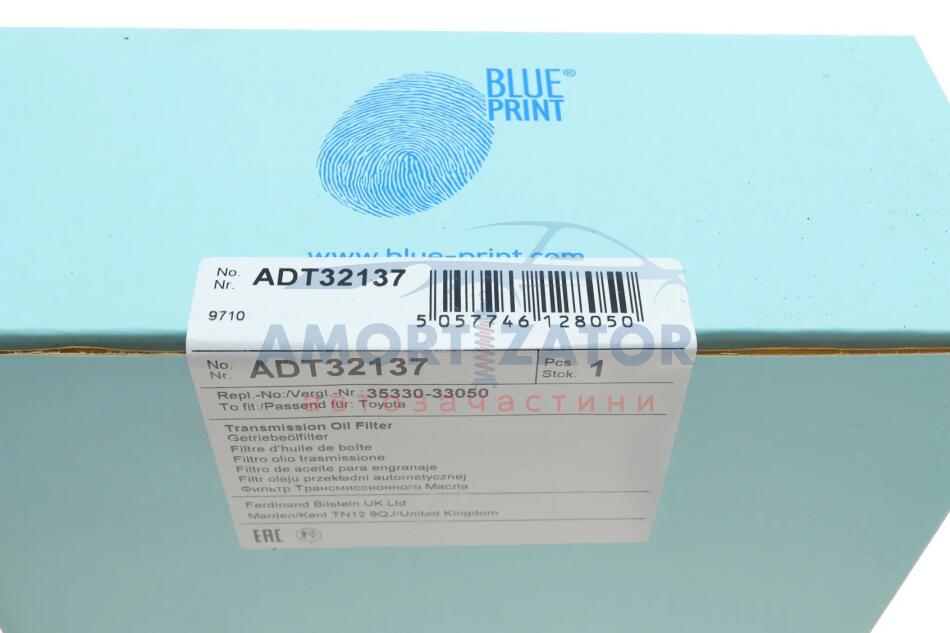 BLUE®
PRINT
www.blue-print.com
No.
Nr. ADT32137
9710
5 057746 128050
AMORTIZATOR
No.
Nr. ADT32137
Pcs.
Stck. 1
Repl.-No:/Vergl.-Nr.: 35330-33050
To fit:/Passend für: Toyota
автозачастини
Transmission Oil Filter
Getriebeölfilter
Filtre d'huile de boîte
Filtro olio trasmissione
Filtro de aceite para engranaje
Filtr oleju przekładni automatycznej
Фильтр Трансмиссионного Масла
Ferdinand Bilstein UK Ltd
Marden/Kent TN12 9QJ/United Kingdom
EAC